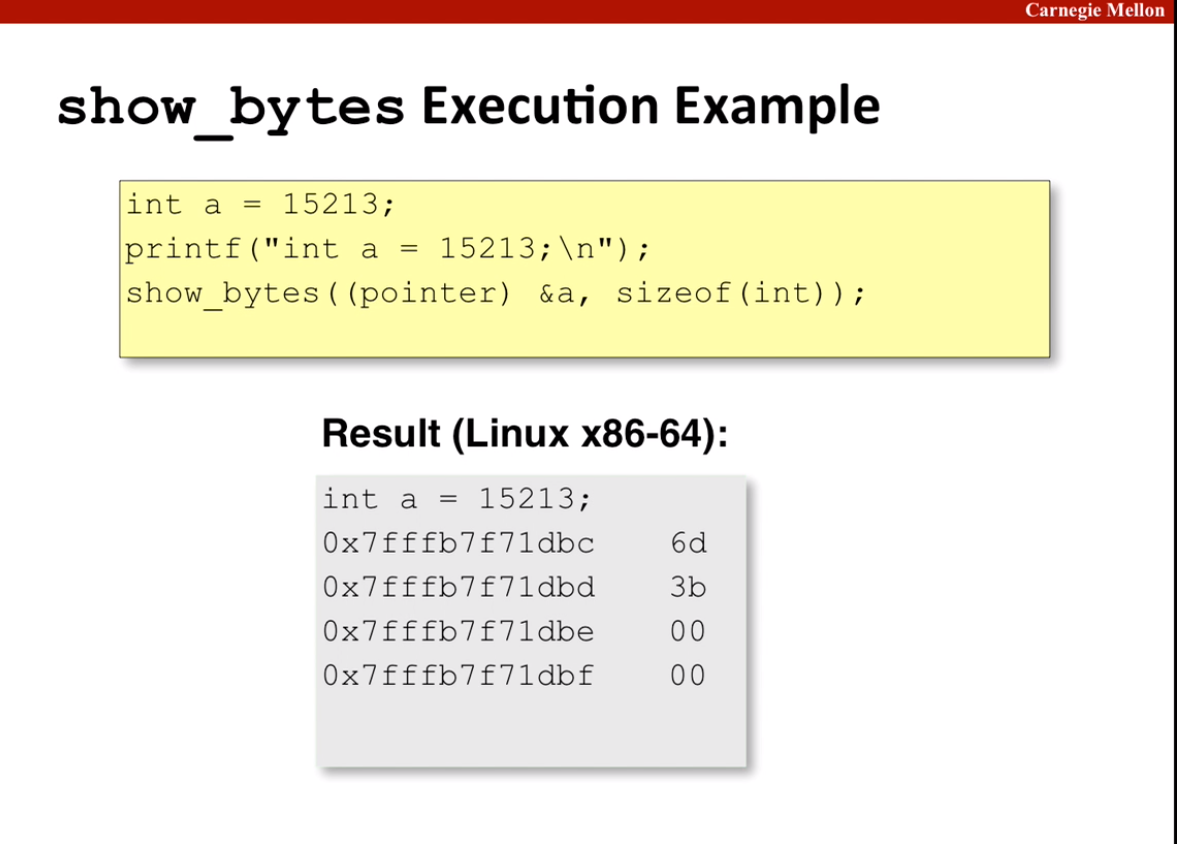 Carnegie Mellon
show_bytes Execution Example
int a = 15213;
printf("int a = 15213;\n");
show_bytes((pointer) &a, sizeof(int));
Result (Linux x86-64):
int a = 15213;
0x7fffb7f71dbc 6d
0x7fffb7f71dbd 3b
0x7fffb7f71dbe 00
0x7fffb7f71dbf 00